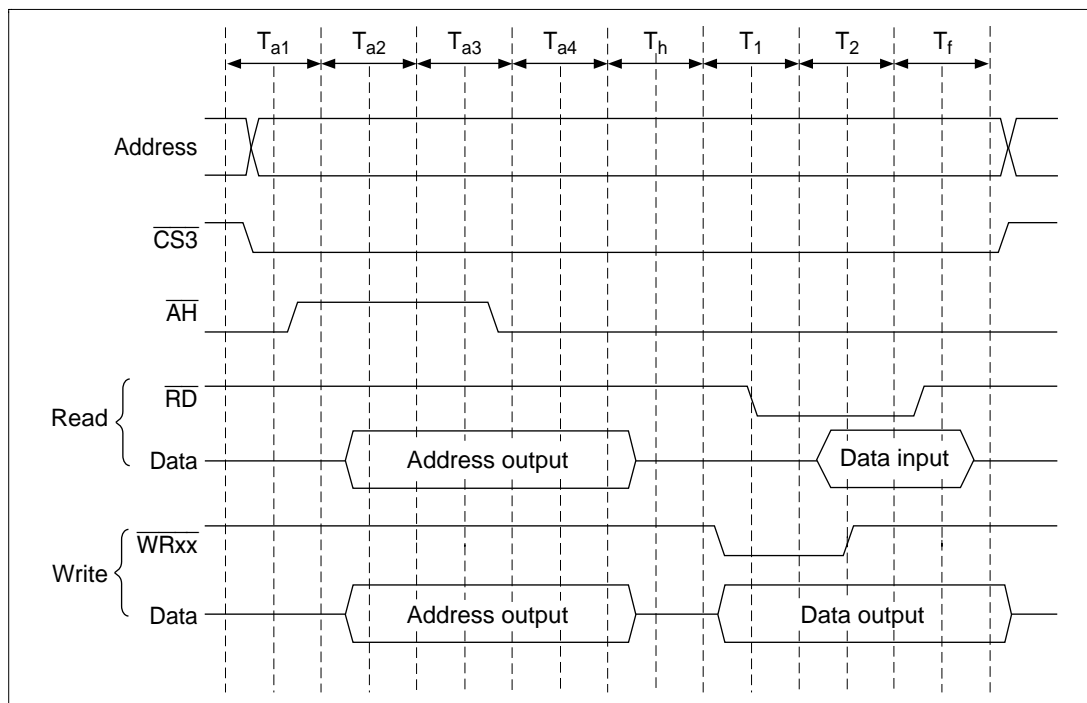 Ta1 Ta2 Ta3 Ta4 Th T1 T2 Tf
Address
CS3
AH
Read
RD
Data Address output Data input
Write
WRxx
Data Address output Data output